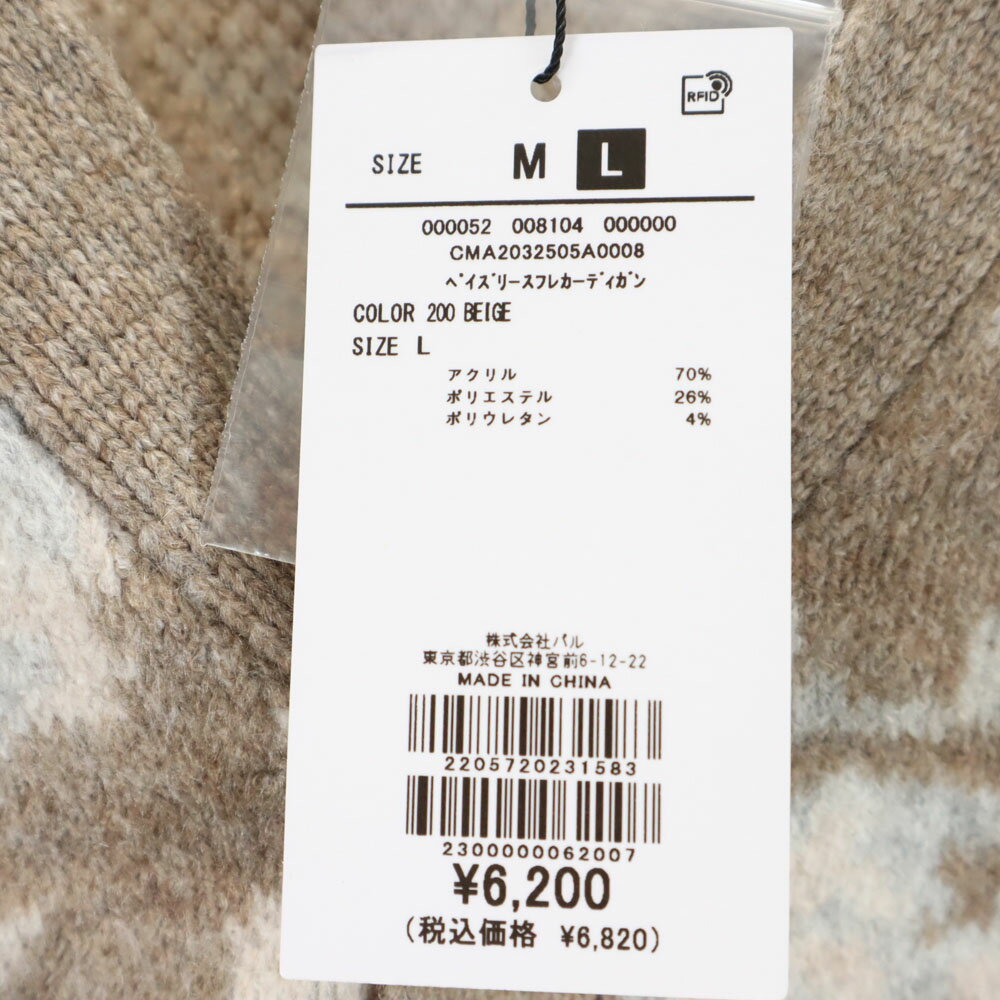 RFID
SIZE M L
000052 008104 000000
CMA2032505A0008
ﾍﾟｲｽﾞﾘｰｽﾌﾚｶｰﾃﾞｨｶﾞﾝ
COLOR 200 BEIGE
SIZE L
アクリル 70%
ポリエステル 26%
ポリウレタン 4%
株式会社パル
東京都渋谷区神宮前6-12-22
MADE IN CHINA
2205720231583
2300000062007
¥6,200
(税込価格 ¥6,820)